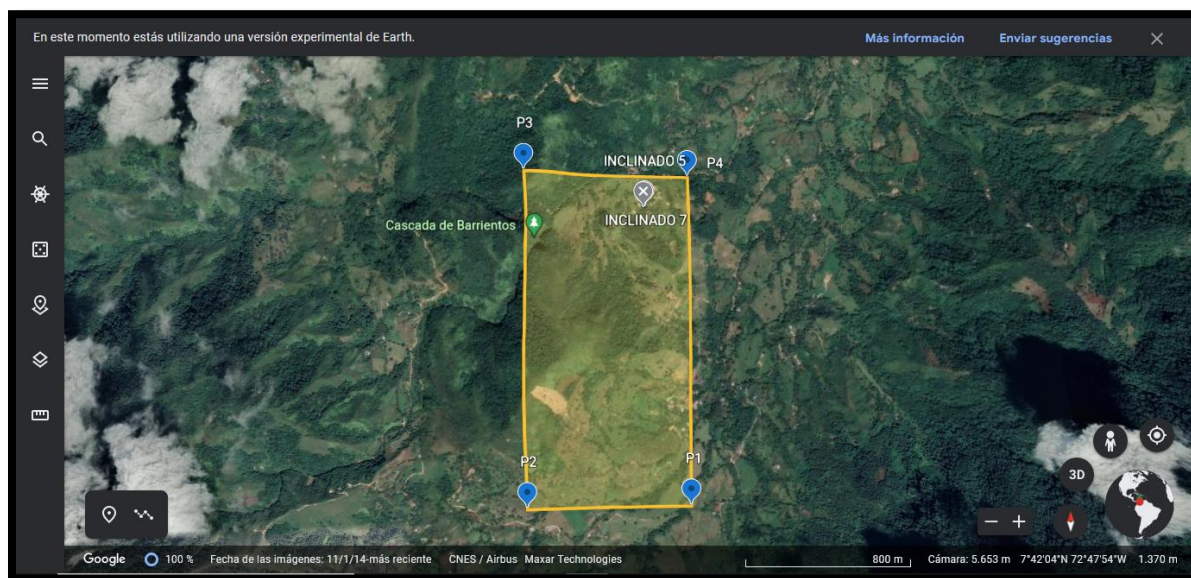 En este momento estás utilizando una versión experimental de Earth.
Más información
Enviar sugerencias
P3
INCLINADO 5
P4
INCLINADO 7
Cascada de Barrientos
P2
P1
3D
Google
100 %
Fecha de las imágenes: 11/1/14-más reciente
CNES / Airbus Maxar Technologies
800 m
Cámara: 5.653 m
7°42'04"N 72°47'54"W
1.370 m